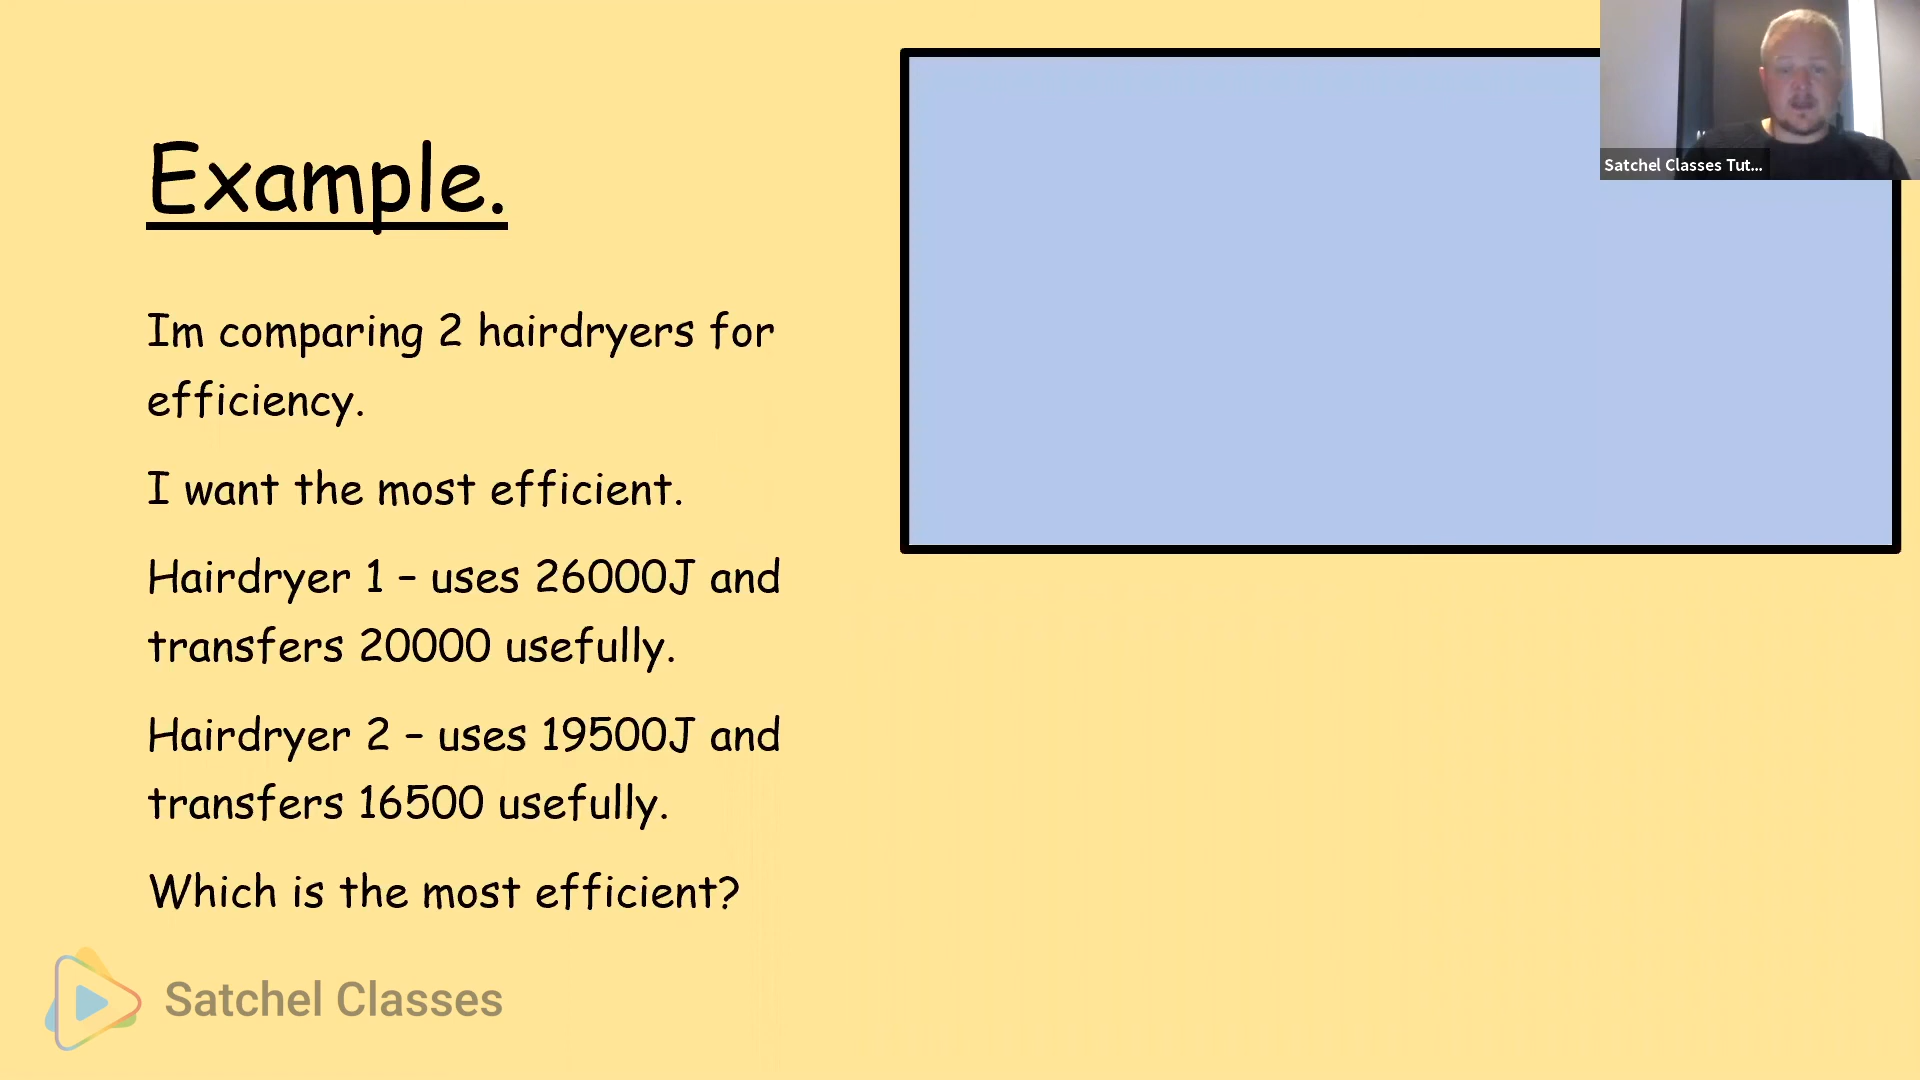 Example.
Im comparing 2 hairdryers for
efficiency.
I want the most efficient.
Hairdryer 1 – uses 26000J and
transfers 20000 usefully.
Hairdryer 2 – uses 19500J and
transfers 16500 usefully.
Which is the most efficient?
Satchel Classes
Satchel Classes Tut...